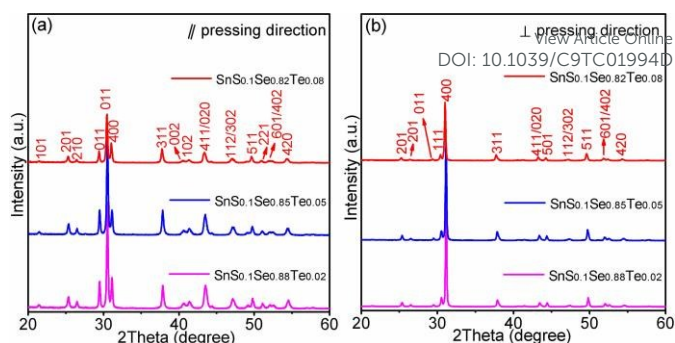 (a)
// pressing direction
SnS0.1Se0.82Te0.08
101
201
210
011
011
400
311
002
102
411/020
112/302
511
221
601/402
420
SnS0.1Se0.85Te0.05
SnS0.1Se0.88Te0.02
Intensity (a.u.)
20 30 40 50 60
2Theta (degree)
(b)
⊥ pressing direction
View Article Online
DOI: 10.1039/C9TC01994D
SnS0.1Se0.82Te0.08
201
201
011
111
400
311
411/020
501
112/302
511
601/402
420
SnS0.1Se0.85Te0.05
SnS0.1Se0.88Te0.02
Intensity (a.u.)
20 30 40 50 60
2Theta (degree)